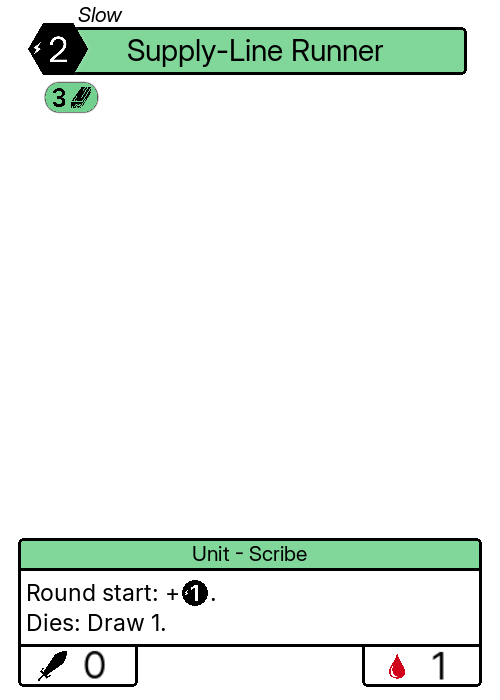 Slow
2 Supply-Line Runner
3
Unit - Scribe
Round start: +1.
Dies: Draw 1.
0 1